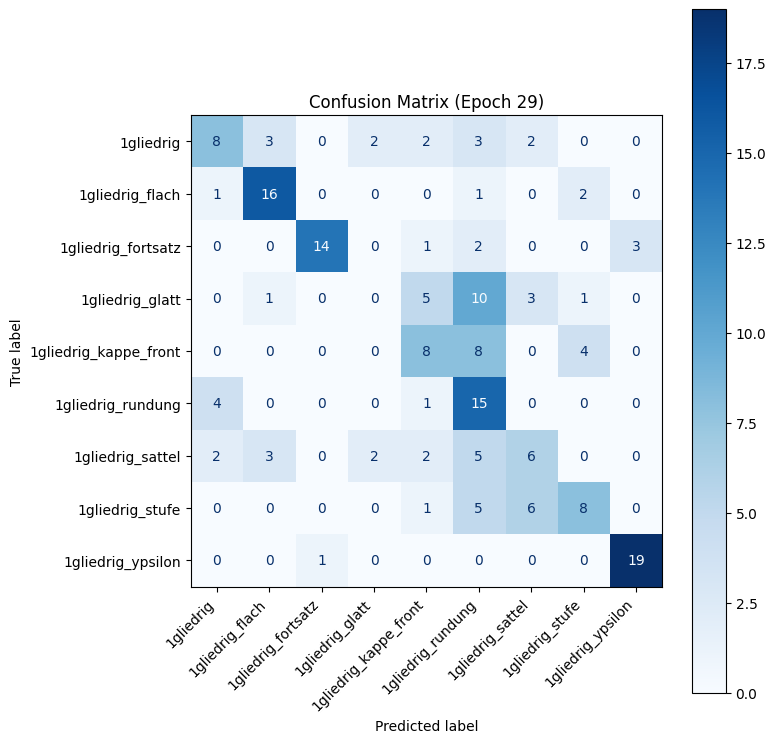 Confusion Matrix (Epoch 29)
True label
1gliedrig 8 3 0 2 2 3 2 0 0
1gliedrig_flach 1 16 0 0 0 1 0 2 0
1gliedrig_fortsatz 0 0 14 0 1 2 0 0 3
1gliedrig_glatt 0 1 0 0 5 10 3 1 0
1gliedrig_kappe_front 0 0 0 0 8 8 0 4 0
1gliedrig_rundung 4 0 0 0 1 15 0 0 0
1gliedrig_sattel 2 3 0 2 2 5 6 0 0
1gliedrig_stufe 0 0 0 0 1 5 6 8 0
1gliedrig_ypsilon 0 0 1 0 0 0 0 0 19
1gliedrig
1gliedrig_flach
1gliedrig_fortsatz
1gliedrig_glatt
1gliedrig_kappe_front
1gliedrig_rundung
1gliedrig_sattel
1gliedrig_stufe
1gliedrig_ypsilon
Predicted label
17.5
15.0
12.5
10.0
7.5
5.0
2.5
0.0